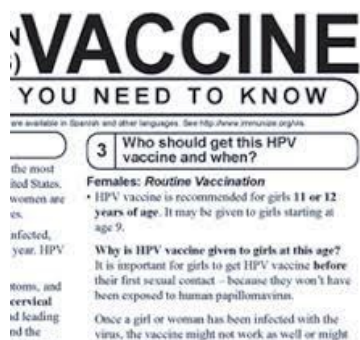 N VACCINE
)
YOU NEED TO KNOW
are available in Spanish and other languages. See http://www.immunize.org/vis.
the most
ited States.
women are
es.
nfected,
year. HPV
toms, and
cervical
d leading
nd the
3 Who should get this HPV
vaccine and when?
Females: Routine Vaccination
• HPV vaccine is recommended for girls 11 or 12
years of age. It may be given to girls starting at
age 9.
Why is HPV vaccine given to girls at this age?
It is important for girls to get HPV vaccine before
their first sexual contact – because they won't have
been exposed to human papillomavirus.
Once a girl or woman has been infected with the
virus, the vaccine might not work as well or might